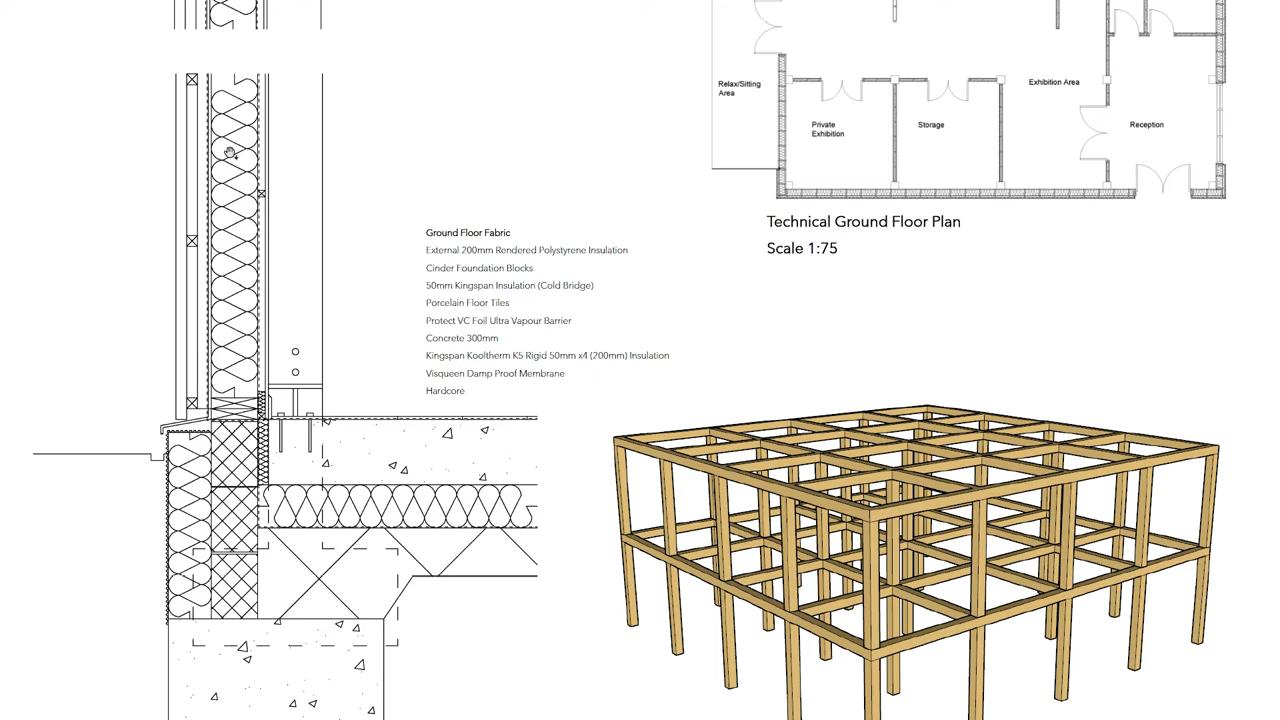 Relax/Sitting
Area
Private
Exhibition
Storage
Exhibition Area
Reception
Technical Ground Floor Plan
Scale 1:75
Ground Floor Fabric
External 200mm Rendered Polystyrene Insulation
Cinder Foundation Blocks
50mm Kingspan Insulation (Cold Bridge)
Porcelain Floor Tiles
Protect VC Foil Ultra Vapour Barrier
Concrete 300mm
Kingspan Kooltherm K5 Rigid 50mm x4 (200mm) Insulation
Visqueen Damp Proof Membrane
Hardcore